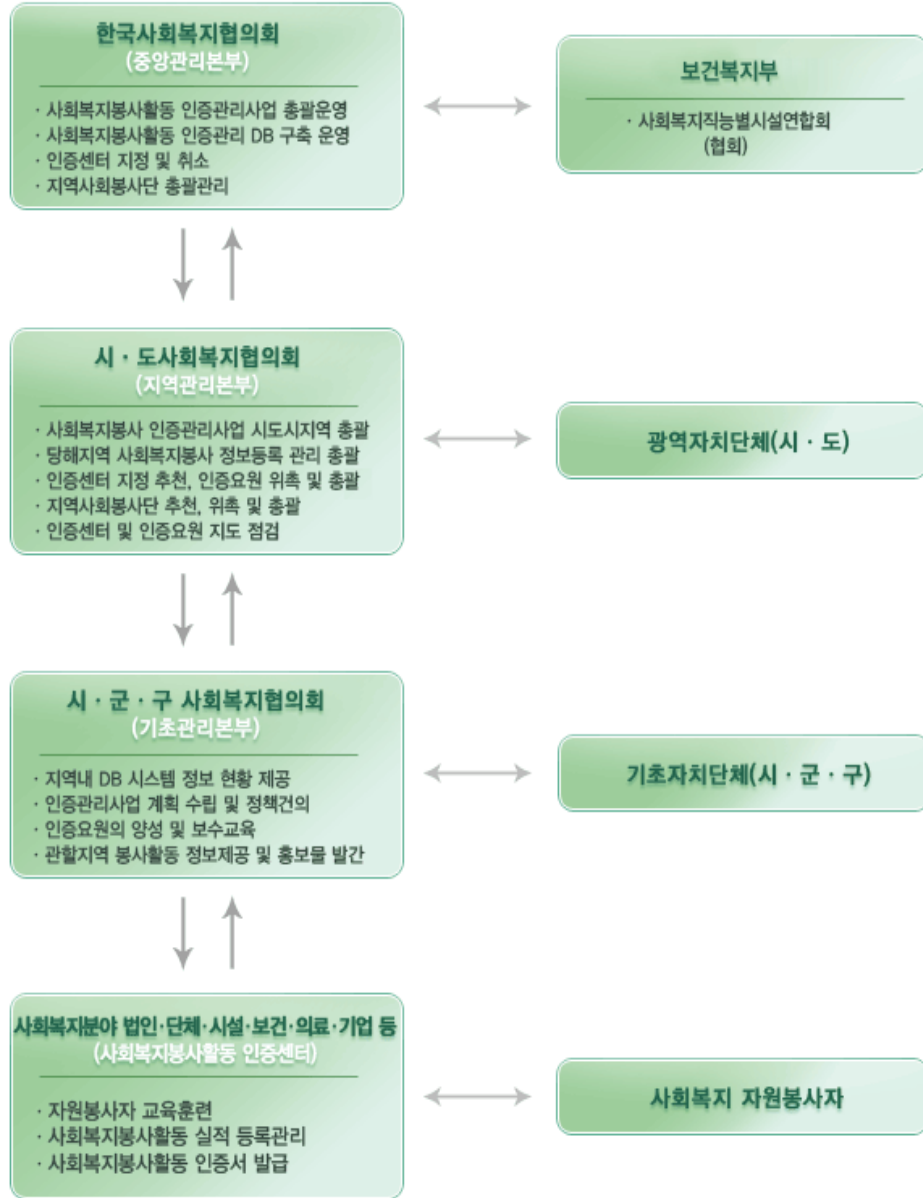 한국사회복지협의회
(중앙관리본부)
· 사회복지봉사활동 인증관리사업 총괄운영
· 사회복지봉사활동 인증관리 DB 구축 운영
· 인증센터 지정 및 취소
· 지역사회봉사단 총괄관리
보건복지부
· 사회복지직능별시설연합회
(협회)
시 · 도사회복지협의회
(지역관리본부)
· 사회복지봉사 인증관리사업 시도시지역 총괄
· 당해지역 사회복지봉사 정보등록 관리 총괄
· 인증센터 지정 추천, 인증요원 위촉 및 총괄
· 지역사회봉사단 추천, 위촉 및 총괄
· 인증센터 및 인증요원 지도 점검
광역자치단체(시 · 도)
시 · 군 · 구 사회복지협의회
(기초관리본부)
· 지역내 DB 시스템 정보 현황 제공
· 인증관리사업 계획 수립 및 정책건의
· 인증요원의 양성 및 보수교육
· 관할지역 봉사활동 정보제공 및 홍보물 발간
기초자치단체(시 · 군 · 구)
사회복지분야 법인·단체·시설·보건·의료·기업 등
(사회복지봉사활동 인증센터)
· 자원봉사자 교육훈련
· 사회복지봉사활동 실적 등록관리
· 사회복지봉사활동 인증서 발급
사회복지 자원봉사자